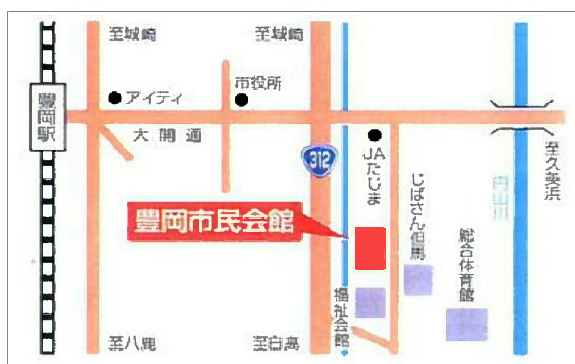 至城崎
至城崎
アイティ
市役所
豊岡駅
大開通
312
JAたじま
至久美浜
じばさん但馬
円山川
豊岡市民会館
総合体育館
福祉会館
至八鹿
至日高